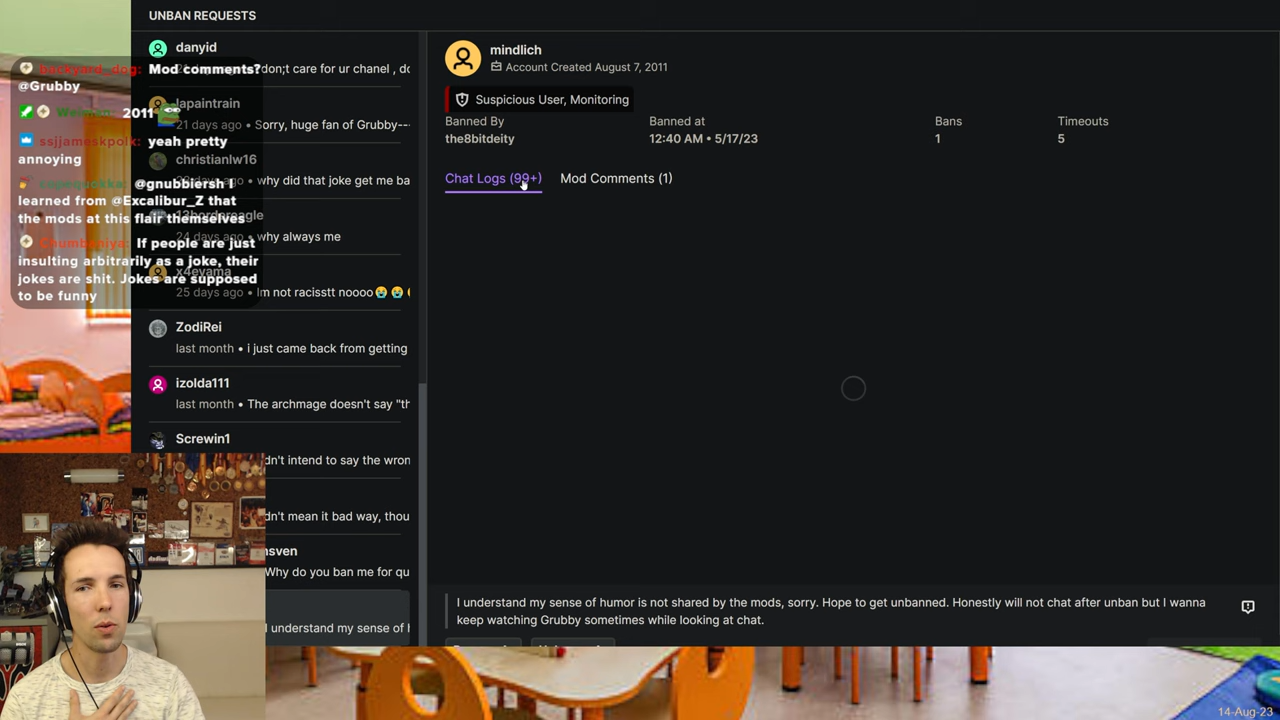 UNBAN REQUESTS
danyid
don;t care for ur chanel , dc
lapaintrain
21 days ago • Sorry, huge fan of Grubby--
christianlw16
why did that joke get me ba
24 days ago • why always me
x4evama
25 days ago • Im not racisstt noooo😭😭
ZodiRei
last month • i just came back from getting
izolda111
last month • The archmage doesn't say "th
Screwin1
dn't intend to say the wron
dn't mean it bad way, thou
nsven
Why do you ban me for qu
I understand my sense of h
Mod comments?
@Grubby
2011
ssjjameskpolk: yeah pretty
annoying
@gnubbiersh I
learned from @Excalibur_Z that
the mods at this flair themselves
Chumbaniya: If people are just
insulting arbitrarily as a joke, their
jokes are shit. Jokes are supposed
to be funny
mindlich
Account Created August 7, 2011
Suspicious User, Monitoring
Banned By
the8bitdeity
Banned at
12:40 AM • 5/17/23
Bans
1
Timeouts
5
Chat Logs (99+)
Mod Comments (1)
I understand my sense of humor is not shared by the mods, sorry. Hope to get unbanned. Honestly will not chat after unban but I wanna
keep watching Grubby sometimes while looking at chat.
14-Aug-23